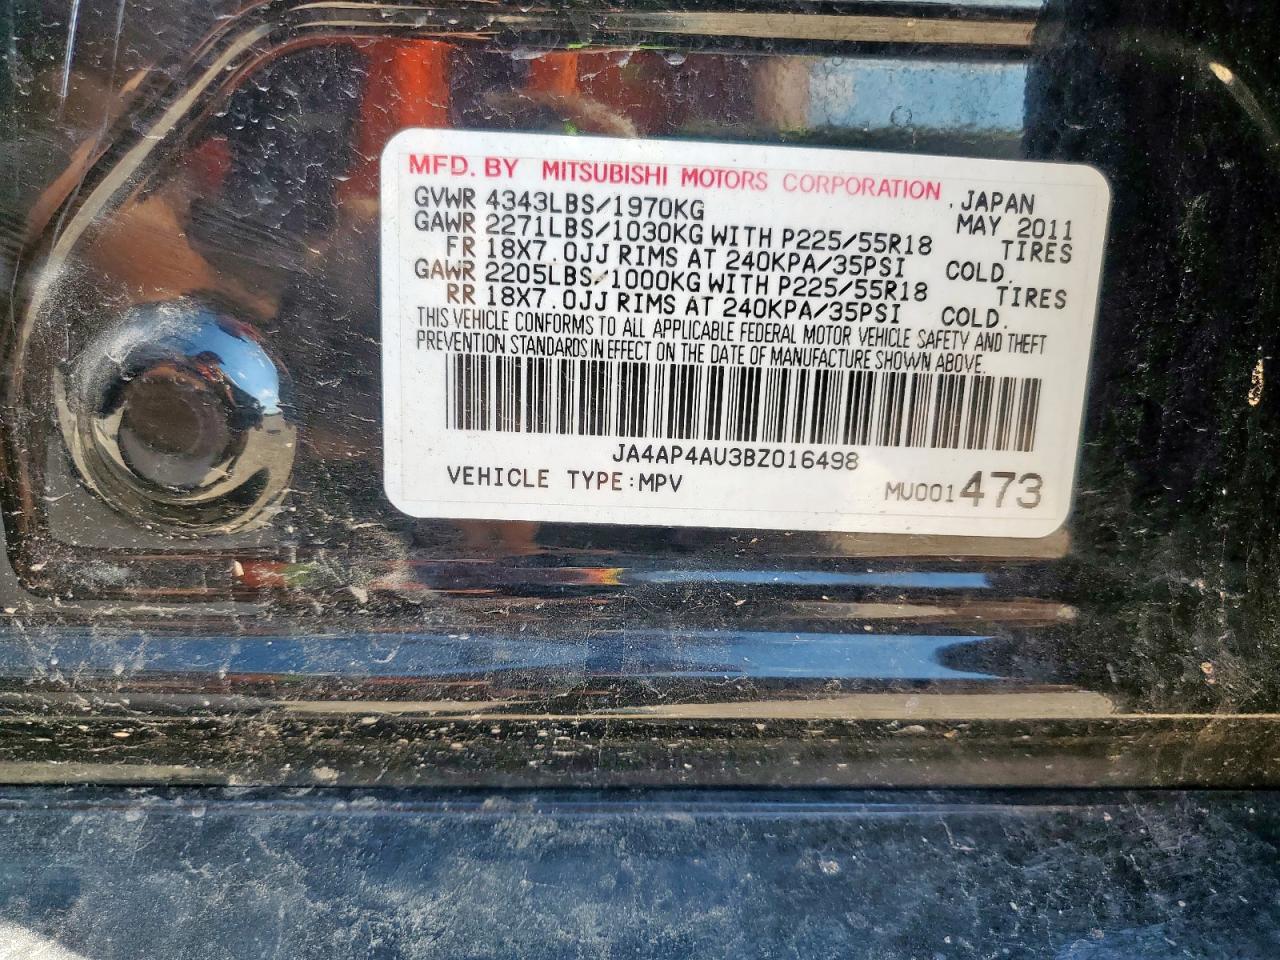 MFD. BY MITSUBISHI MOTORS CORPORATION . JAPAN
GVWR 4343LBS/1970KG MAY 2011
GAWR 2271LBS/1030KG WITH P225/55R18 TIRES
FR 18X7.0JJ RIMS AT 240KPA/35PSI COLD.
GAWR 2205LBS/1000KG WITH P225/55R18 TIRES
RR 18X7.0JJ RIMS AT 240KPA/35PSI COLD.
THIS VEHICLE CONFORMS TO ALL APPLICABLE FEDERAL MOTOR VEHICLE SAFETY AND THEFT
PREVENTION STANDARDS IN EFFECT ON THE DATE OF MANUFACTURE SHOWN ABOVE.
JA4AP4AU3BZ016498
VEHICLE TYPE:MPV MU001473